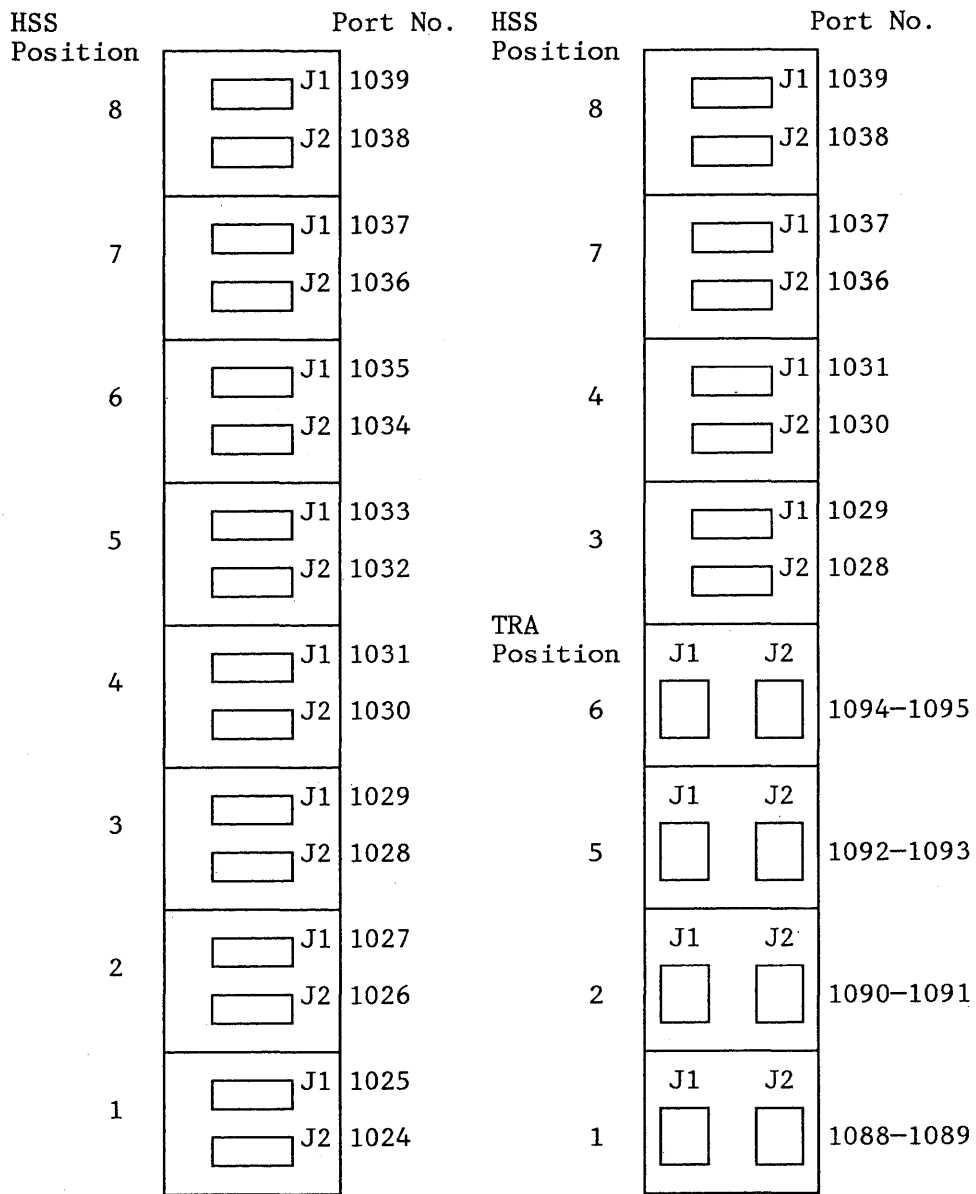 HSS Position Port No.
8 J1 1039
J2 1038
7 J1 1037
J2 1036
6 J1 1035
J2 1034
5 J1 1033
J2 1032
4 J1 1031
J2 1030
3 J1 1029
J2 1028
2 J1 1027
J2 1026
1 J1 1025
J2 1024
HSS Position Port No.
8 J1 1039
J2 1038
7 J1 1037
J2 1036
4 J1 1031
J2 1030
3 J1 1029
J2 1028
TRA
Position
J1 J2
6 1094—1095
J1 J2
5 1092—1093
J1 J2
2 1090—1091
J1 J2
1 1088—1089